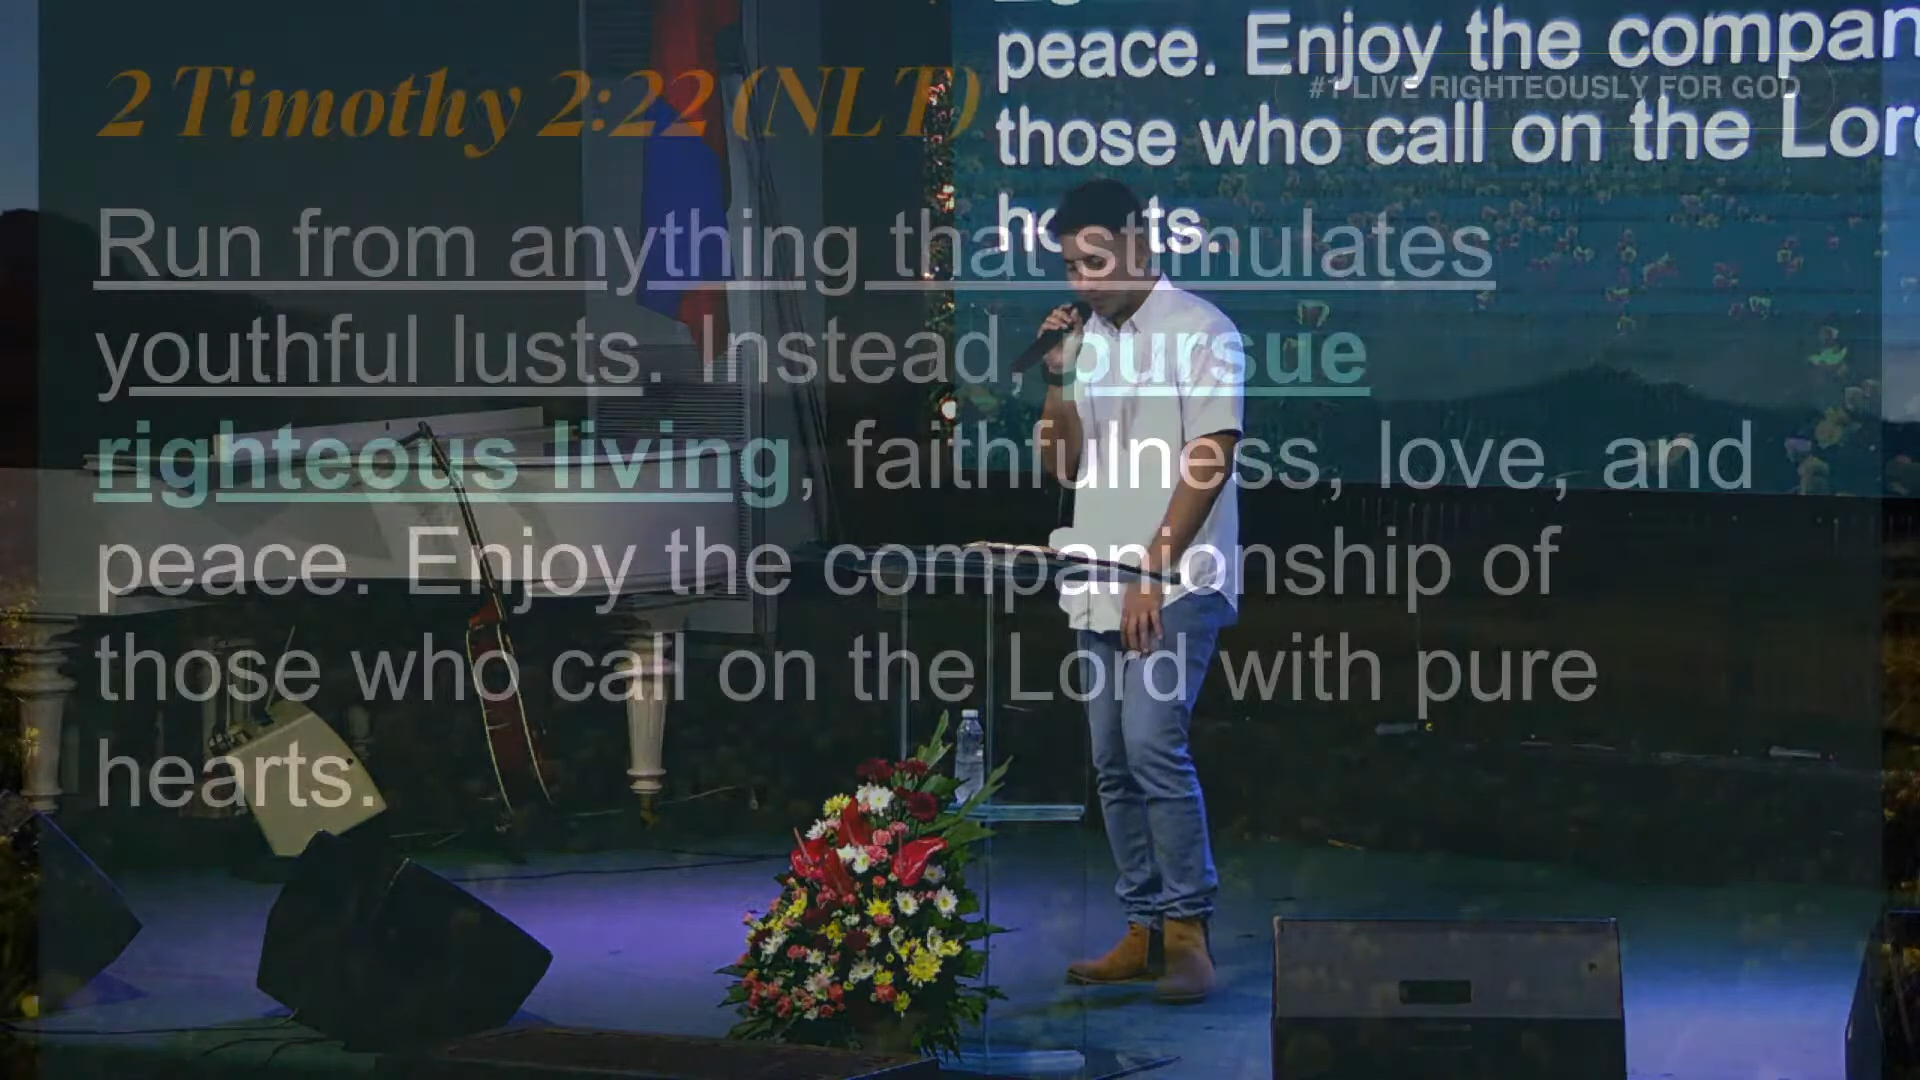 2 Timothy 2:22 (NLT)
#1 LIVE RIGHTEOUSLY FOR GOD
Run from anything that stimulates
youthful lusts. Instead, pursue
righteous living, faithfulness, love, and
peace. Enjoy the companionship of
those who call on the Lord with pure
hearts.
peace. Enjoy the
those who call on the